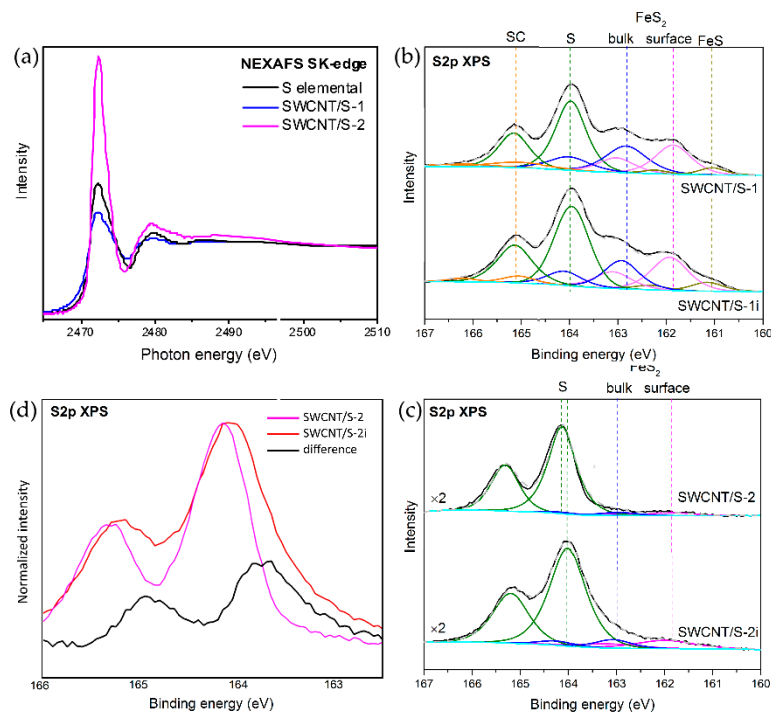 (a)
NEXAFS SK-edge
S elemental
SWCNT/S-1
SWCNT/S-2
Intensity
2470 2480 2490 2500 2510
Photon energy (eV)
(b)
S2p XPS
FeS2
SC S bulk surface FeS
SWCNT/S-1
SWCNT/S-1i
Intensity
167 166 165 164 163 162 161 160
Binding energy (eV)
(d)
S2p XPS
SWCNT/S-2
SWCNT/S-2i
difference
Normalized intensity
166 165 164 163
Binding energy (eV)
(c)
S2p XPS
FeS2
S bulk surface
×2
SWCNT/S-2
×2
SWCNT/S-2i
Intensity
167 166 165 164 163 162 161 160
Binding energy (eV)